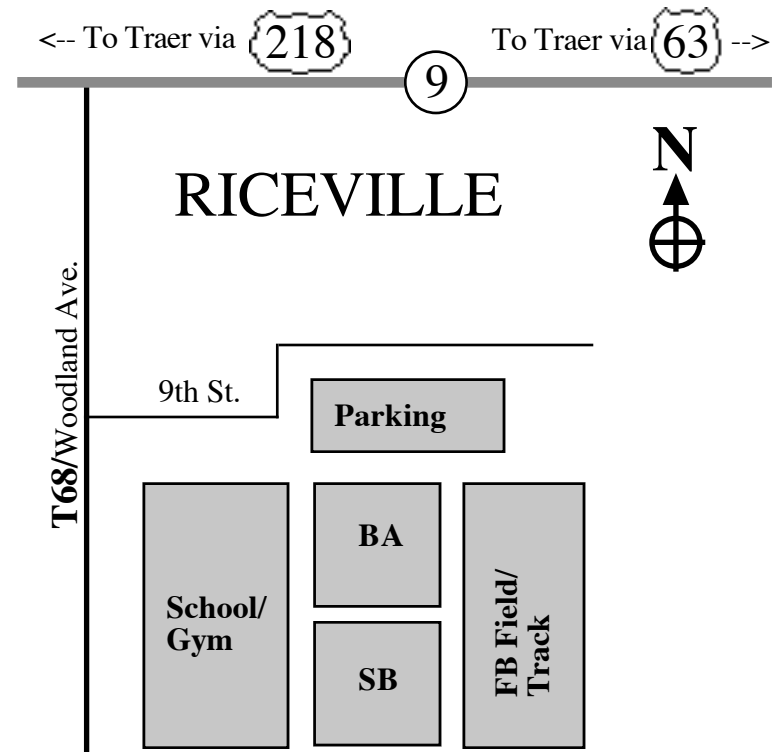 <-- To Traer via 218
To Traer via 63 -->
9
RICEVILLE
N
T68/Woodland Ave.
9th St.
Parking
School/
Gym
BA
SB
FB Field/
Track